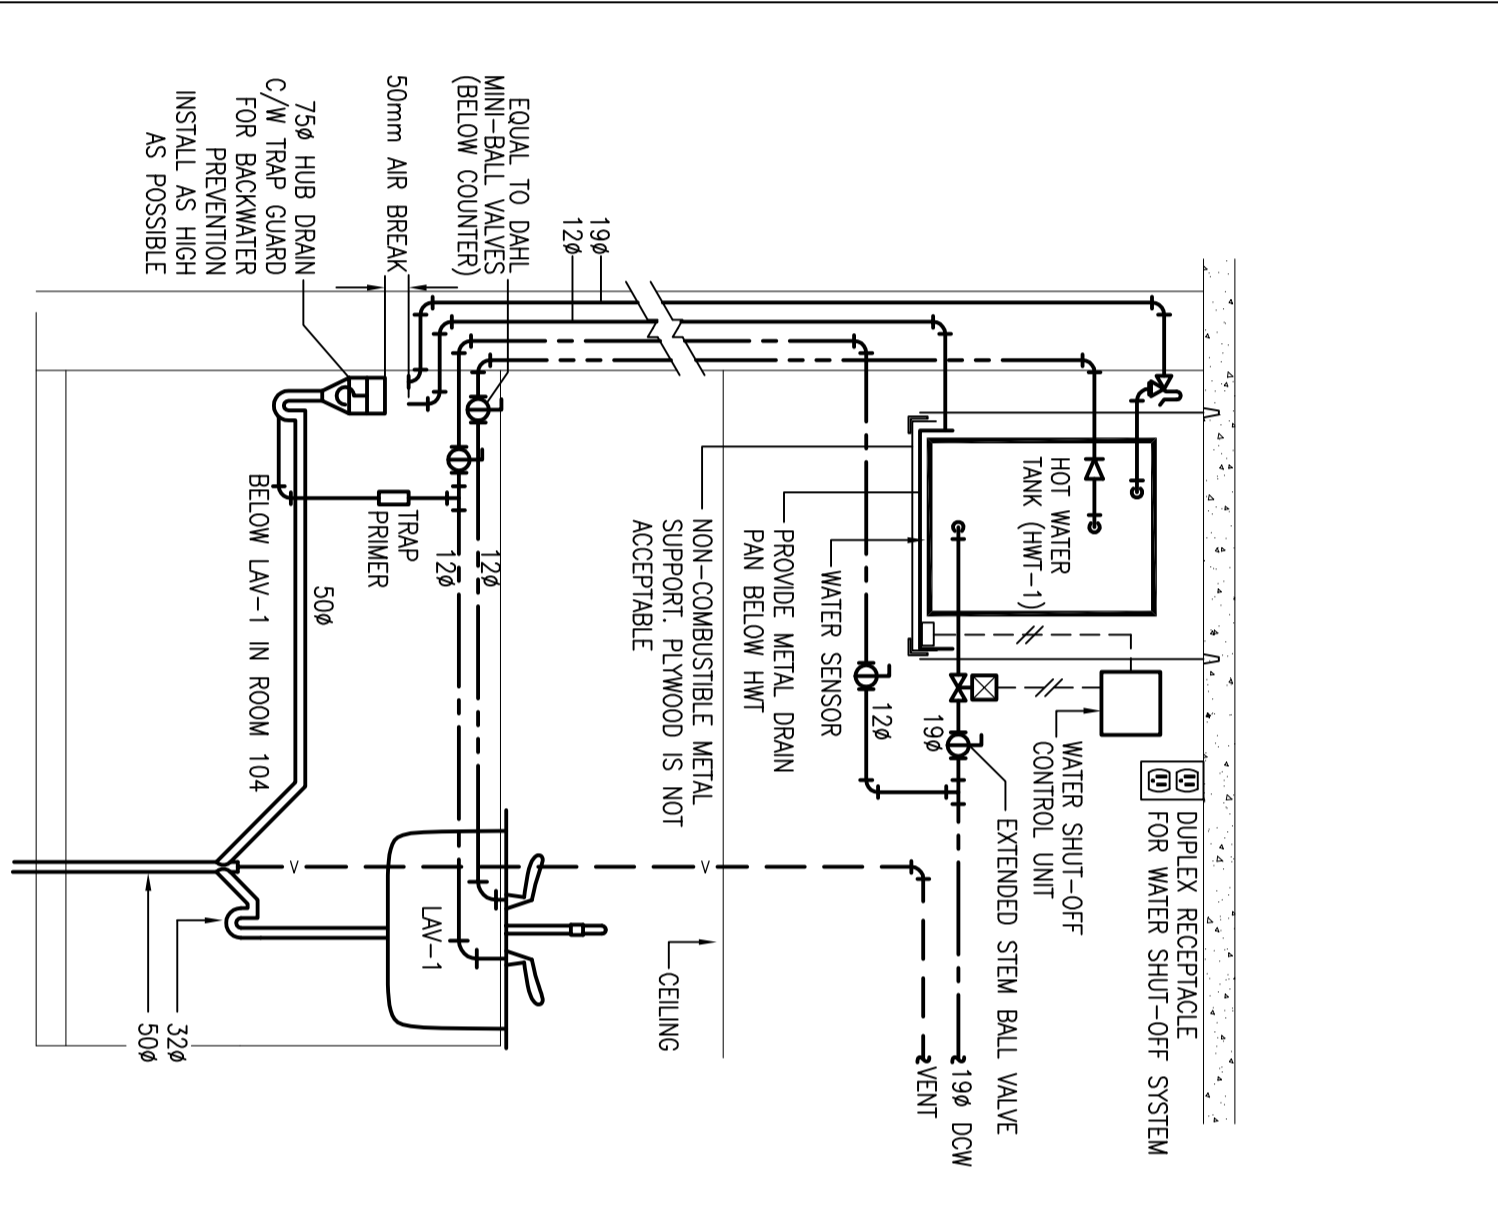 DUPLEX RECEPTACLE
FOR WATER SHUT-OFF SYSTEM
WATER SHUT-OFF
CONTROL UNIT
HOT WATER
TANK (HWT-1)
EXTENDED STEM BALL VALVE
19ø DCW
19ø
VENT
12ø
WATER SENSOR
PROVIDE METAL DRAIN
PAN BELOW HWT
NON-COMBUSTIBLE METAL
SUPPORT. PLYWOOD IS NOT
ACCEPTABLE
CEILING
19ø
12ø
EQUAL TO DAHL
MINI-BALL VALVES
(BELOW COUNTER)
50mm AIR BREAK
75ø HUB DRAIN
C/W TRAP GUARD
FOR BACKWATER
PREVENTION
INSTALL AS HIGH
AS POSSIBLE
12ø
12ø
TRAP
PRIMER
LAV-1
50ø
BELOW LAV-1 IN ROOM 104
32ø
50ø
V
V